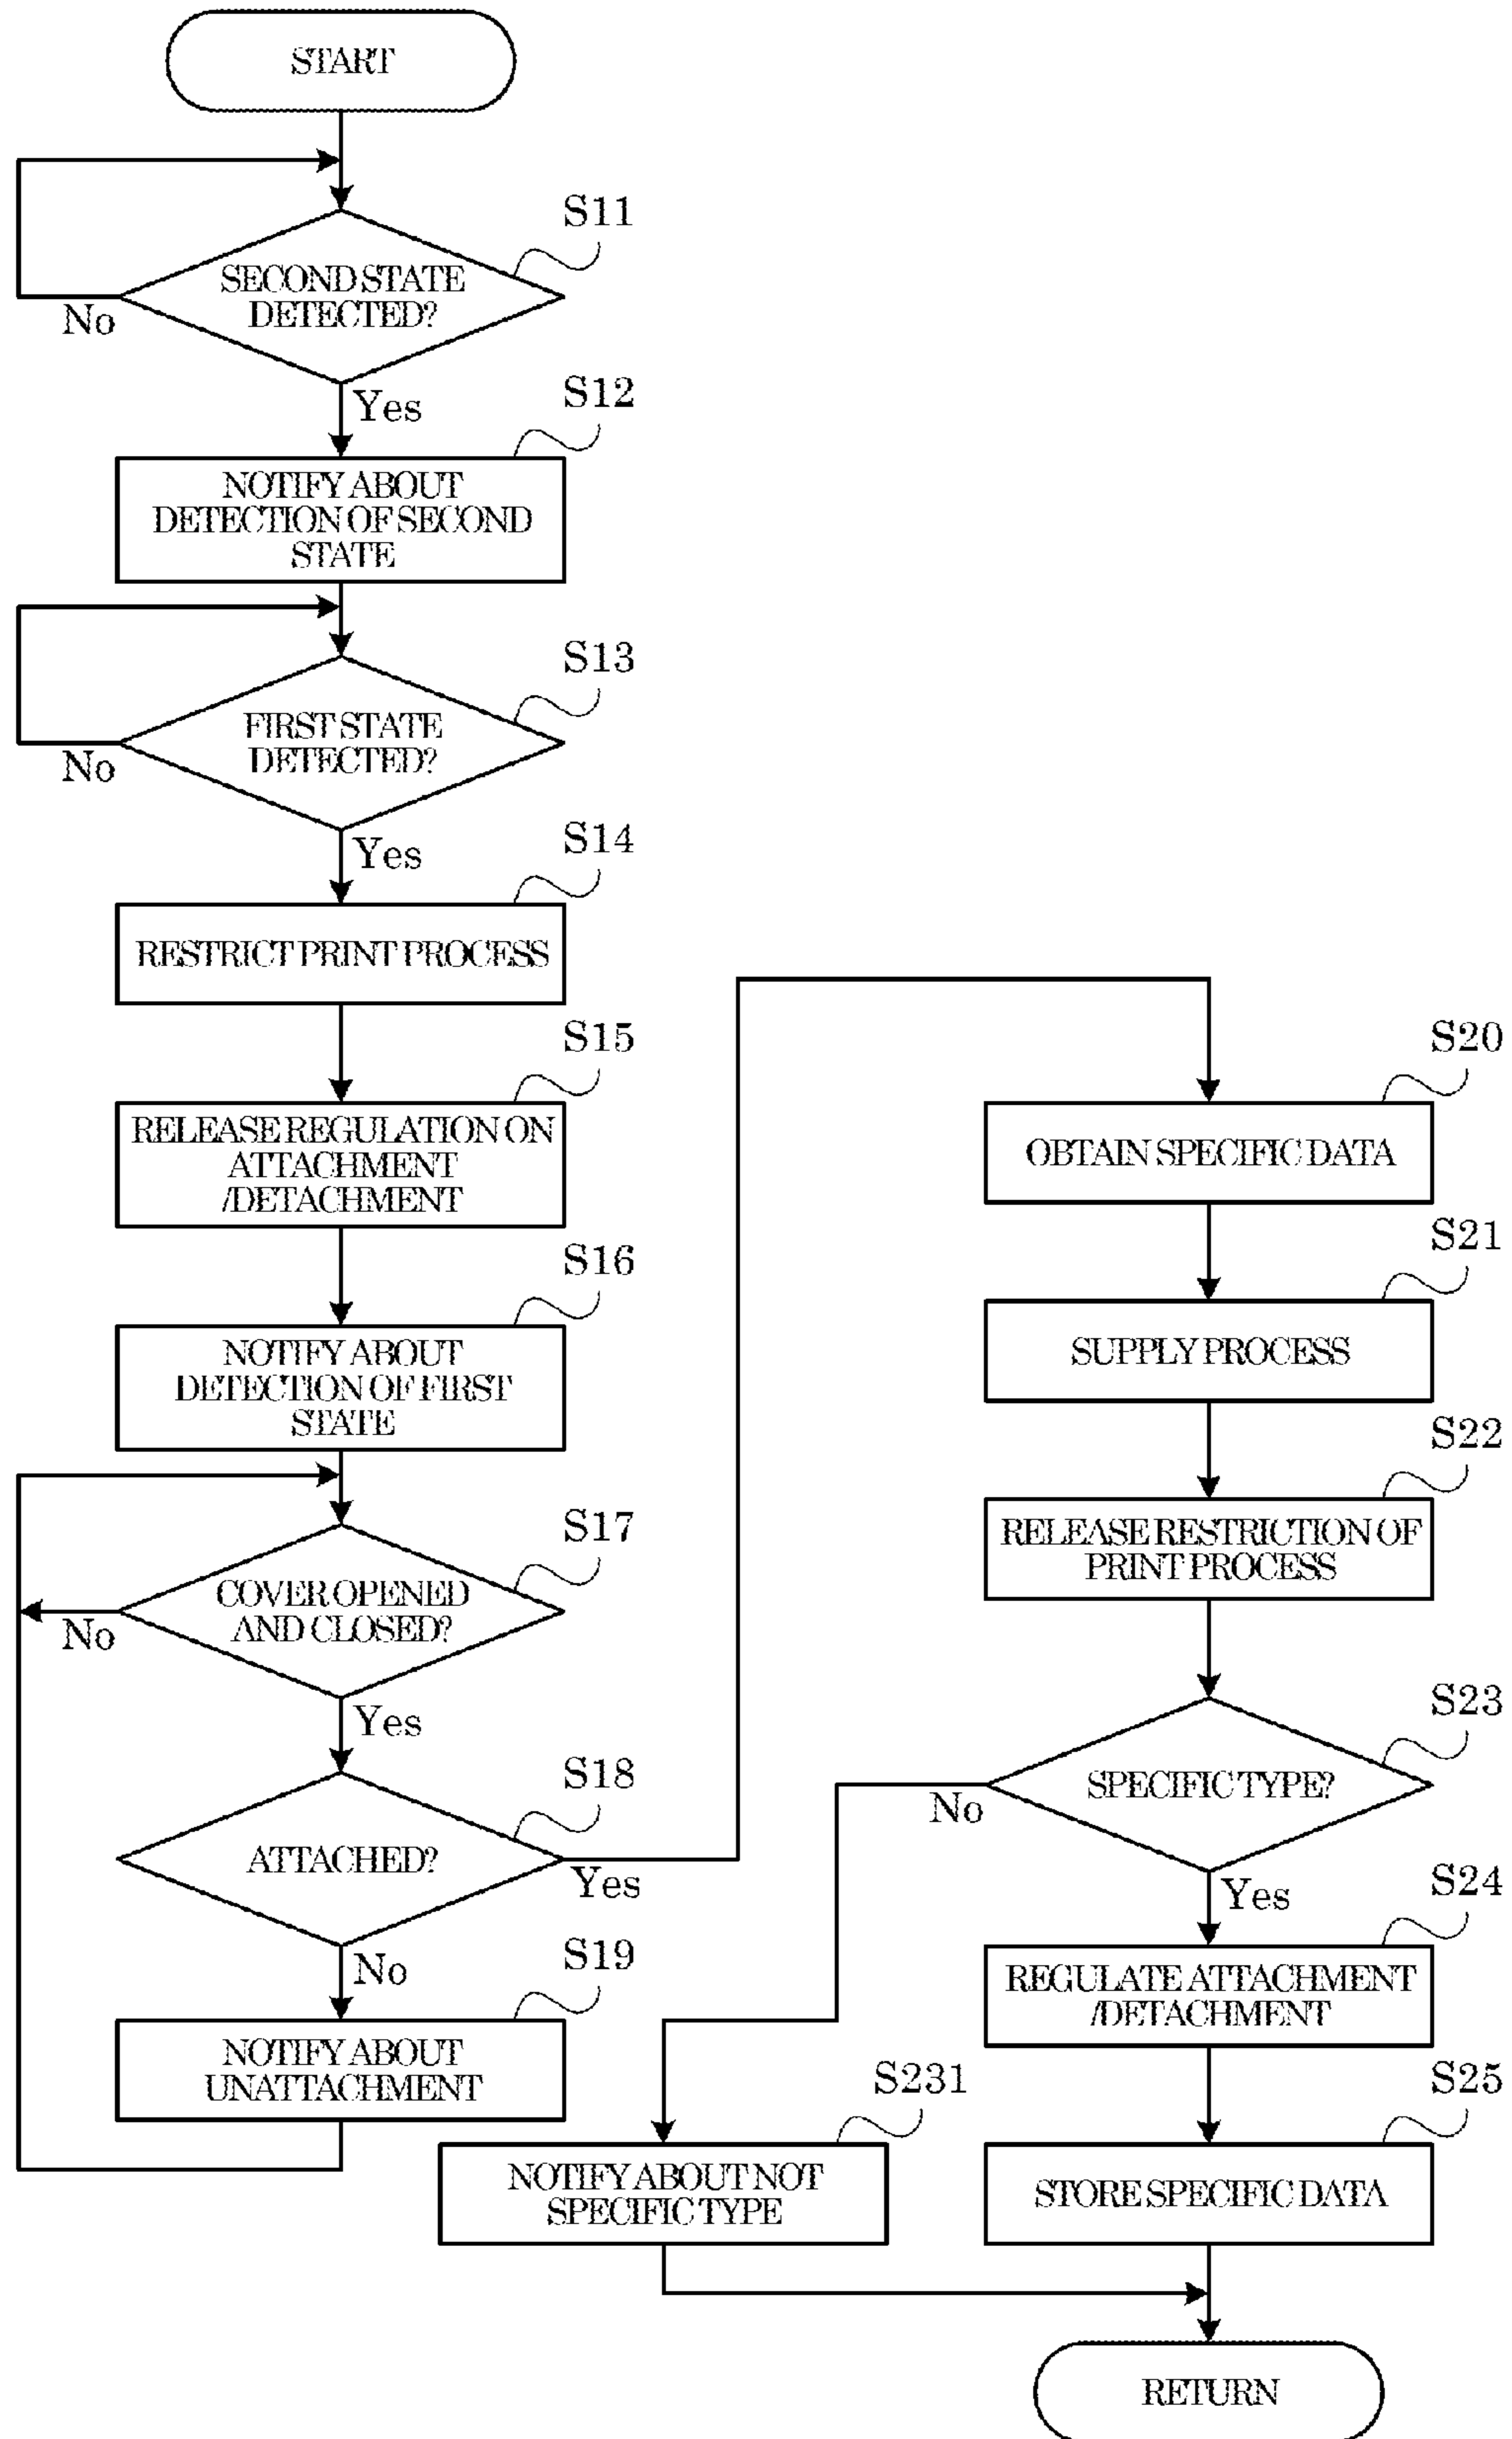 START
S11
SECOND STATE
DETECTED?
No
Yes
S12
NOTIFY ABOUT
DETECTION OF SECOND
STATE
S13
FIRST STATE
DETECTED?
No
Yes
S14
RESTRICT PRINT PROCESS
S15
RELEASE REGULATION ON
ATTACHMENT
/DETACHMENT
S16
NOTIFY ABOUT
DETECTION OF FIRST
STATE
S17
COVER OPENED
AND CLOSED?
No
Yes
S18
ATTACHED?
Yes
No
S19
NOTIFY ABOUT
UNATTACHMENT
S20
OBTAIN SPECIFIC DATA
S21
SUPPLY PROCESS
S22
RELEASE RESTRICTION OF
PRINT PROCESS
S23
SPECIFIC TYPE?
No
Yes
S24
REGULATE ATTACHMENT
/DETACHMENT
S231
NOTIFY ABOUT NOT
SPECIFIC TYPE
S25
STORE SPECIFIC DATA
RETURN